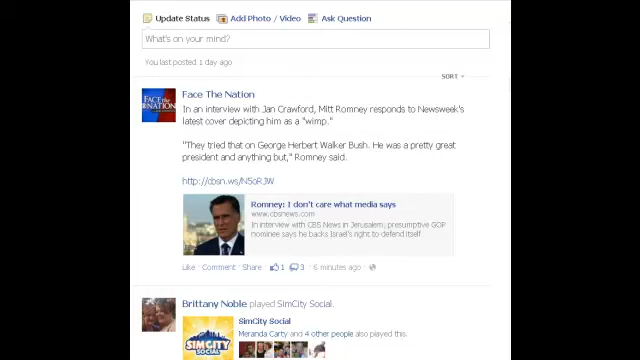 Update Status Add Photo / Video Ask Question
What's on your mind?
You last posted 1 day ago
SORT
FACE THE NATION
Face The Nation
In an interview with Jan Crawford, Mitt Romney responds to Newsweek's
latest cover depicting him as a "wimp."
"They tried that on George Herbert Walker Bush. He was a pretty great
president and anything but," Romney said.
http://cbsn.ws/N5oRJW
Romney: I don't care what media says
www.cbsnews.com
In interview with CBS News in Jerusalem, presumptive GOP
nominee says he backs Israel's right to defend itself
Like · Comment · Share 1 3 · 6 minutes ago ·
Brittany Noble played SimCity Social.
SIMCITY
SOCIAL
SimCity Social
Meranda Carty and 4 other people also played this.